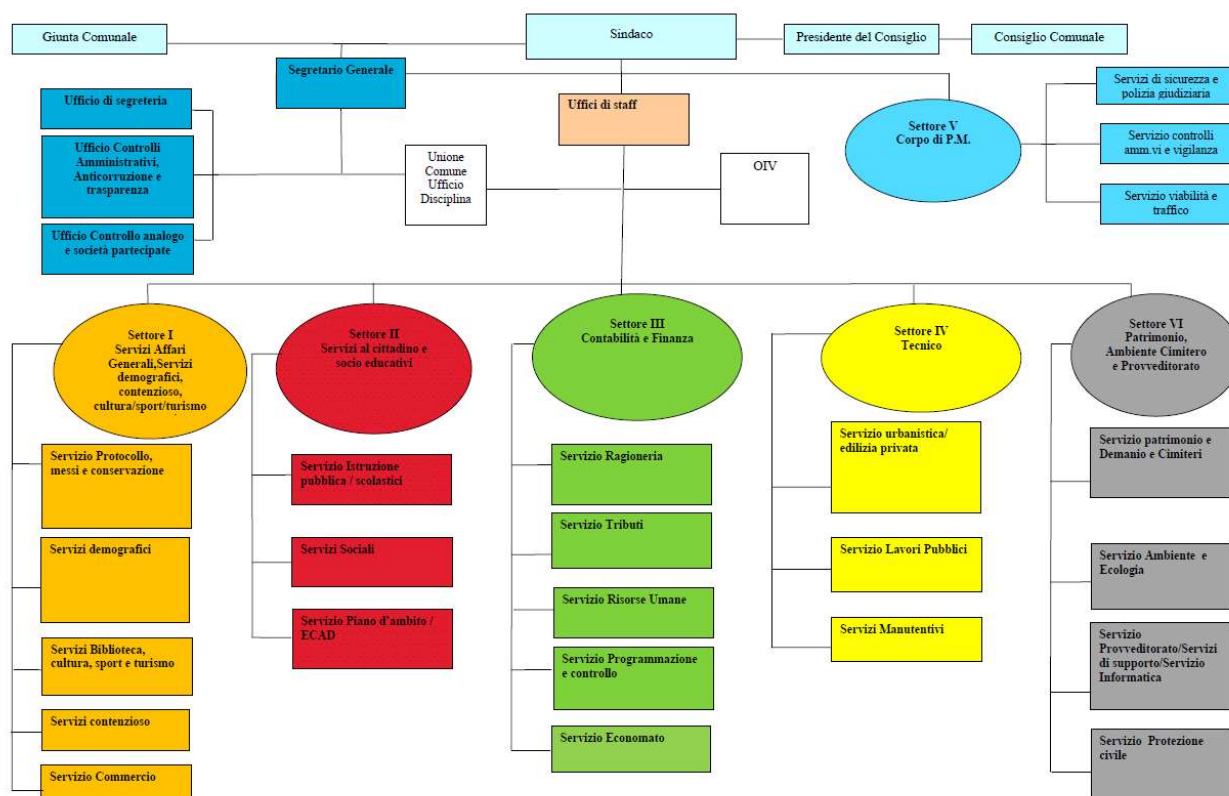 Giunta Comunale
Sindaco
Presidente del Consiglio
Consiglio Comunale
Segretario Generale
Uffici di staff
Ufficio di segreteria
Ufficio Controlli
Amministrativi,
Anticorruzione e
trasparenza
Ufficio Controllo analogo
e società partecipate
Unione
Comune
Ufficio
Disciplina
OIV
Settore V
Corpo di P.M.
Servizi di sicurezza e
polizia giudiziaria
Servizio controlli
amm.vi e vigilanza
Servizio viabilità e
traffico
Settore I
Servizi Affari
Generali,Servizi
demografici,
contenzioso,
cultura/sport/turismo
Servizio Protocollo,
messi e conservazione
Servizi demografici
Servizi Biblioteca,
cultura, sport e turismo
Servizi contenzioso
Servizio Commercio
Settore II
Servizi al cittadino e
socio educativi
Servizio Istruzione
pubblica / scolastici
Servizi Sociali
Servizio Piano d'ambito /
ECAD
Settore III
Contabilità e Finanza
Servizio Ragioneria
Servizio Tributi
Servizio Risorse Umane
Servizio Programmazione
e controllo
Servizio Economato
Settore IV
Tecnico
Servizio urbanistica/
edilizia privata
Servizio Lavori Pubblici
Servizi Manutentivi
Settore VI
Patrimonio,
Ambiente Cimitero
e Provveditorato
Servizio patrimonio e
Demanio e Cimiteri
Servizio Ambiente e
Ecologia
Servizio
Provveditorato/Servizi
di supporto/Servizio
Informatica
Servizio Protezione
civile